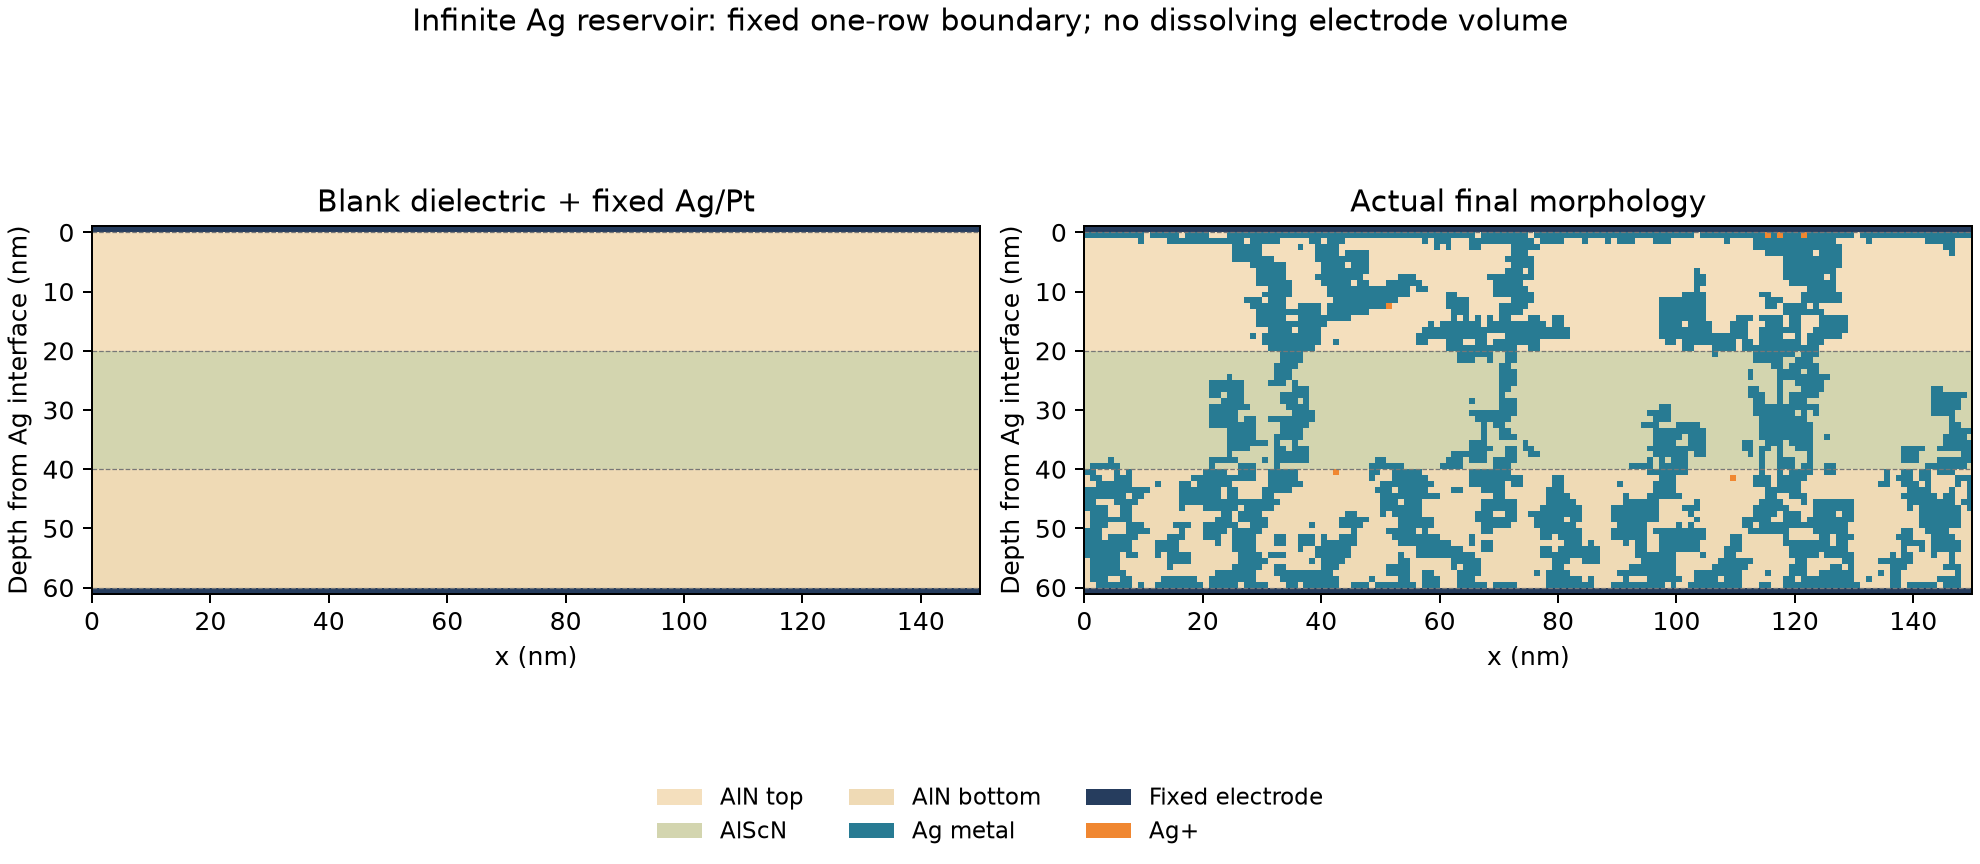 Infinite Ag reservoir: fixed one-row boundary; no dissolving electrode volume
Blank dielectric + fixed Ag/Pt
Depth from Ag interface (nm)
0
10
20
30
40
50
60
0 20 40 60 80 100 120 140
x (nm)
Actual final morphology
Depth from Ag interface (nm)
0
10
20
30
40
50
60
0 20 40 60 80 100 120 140
x (nm)
AlN top AlN bottom Fixed electrode
AlScN Ag metal Ag+